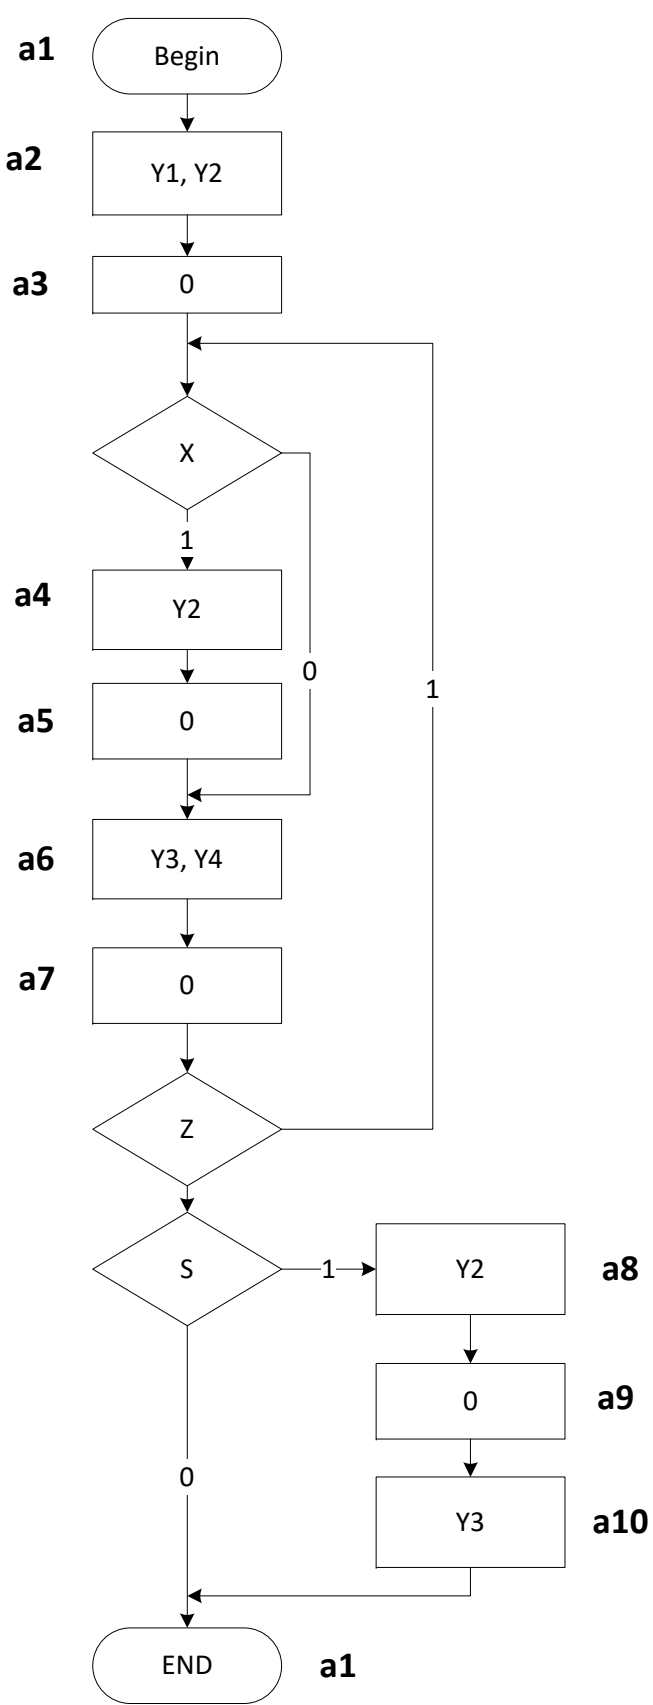 a1 Begin
a2 Y1, Y2
a3 0
X
1
a4 Y2
0
1
a5 0
a6 Y3, Y4
a7 0
Z
S 1 Y2 a8
0 a9
0
Y3 a10
END a1